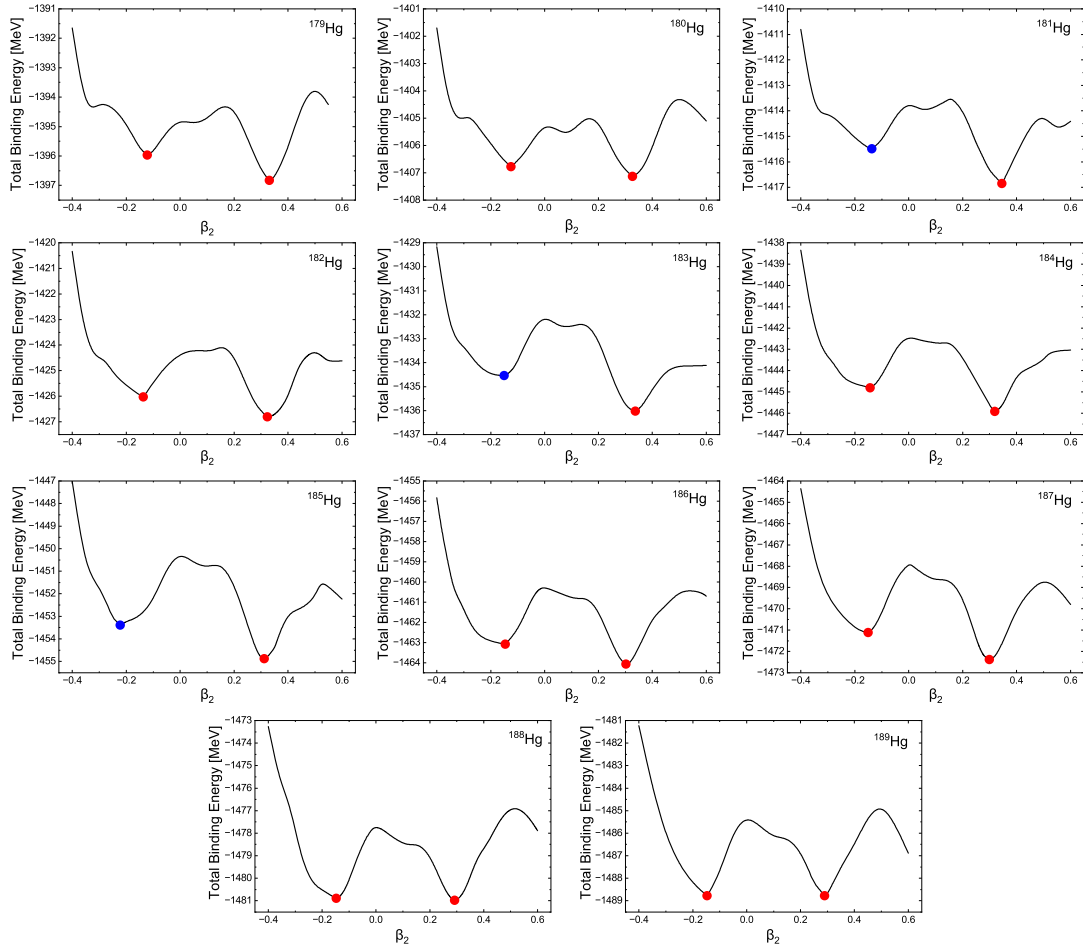 Total Binding Energy [MeV]
−1391
−1392
−1393
−1394
−1395
−1396
−1397
¹⁷⁹Hg
−0.4 −0.2 0.0 0.2 0.4 0.6
β₂
Total Binding Energy [MeV]
−1401
−1402
−1403
−1404
−1405
−1406
−1407
−1408
¹⁸⁰Hg
−0.4 −0.2 0.0 0.2 0.4 0.6
β₂
Total Binding Energy [MeV]
−1410
−1411
−1412
−1413
−1414
−1415
−1416
−1417
¹⁸¹Hg
−0.4 −0.2 0.0 0.2 0.4 0.6
β₂
Total Binding Energy [MeV]
−1420
−1421
−1422
−1423
−1424
−1425
−1426
−1427
¹⁸²Hg
−0.4 −0.2 0.0 0.2 0.4 0.6
β₂
Total Binding Energy [MeV]
−1429
−1430
−1431
−1432
−1433
−1434
−1435
−1436
−1437
¹⁸³Hg
−0.4 −0.2 0.0 0.2 0.4 0.6
β₂
Total Binding Energy [MeV]
−1438
−1439
−1440
−1441
−1442
−1443
−1444
−1445
−1446
−1447
¹⁸⁴Hg
−0.4 −0.2 0.0 0.2 0.4 0.6
β₂
Total Binding Energy [MeV]
−1447
−1448
−1449
−1450
−1451
−1452
−1453
−1454
−1455
¹⁸⁵Hg
−0.4 −0.2 0.0 0.2 0.4 0.6
β₂
Total Binding Energy [MeV]
−1455
−1456
−1457
−1458
−1459
−1460
−1461
−1462
−1463
−1464
¹⁸⁶Hg
−0.4 −0.2 0.0 0.2 0.4 0.6
β₂
Total Binding Energy [MeV]
−1464
−1465
−1466
−1467
−1468
−1469
−1470
−1471
−1472
−1473
¹⁸⁷Hg
−0.4 −0.2 0.0 0.2 0.4 0.6
β₂
Total Binding Energy [MeV]
−1473
−1474
−1475
−1476
−1477
−1478
−1479
−1480
−1481
¹⁸⁸Hg
−0.4 −0.2 0.0 0.2 0.4 0.6
β₂
Total Binding Energy [MeV]
−1481
−1482
−1483
−1484
−1485
−1486
−1487
−1488
−1489
¹⁸⁹Hg
−0.4 −0.2 0.0 0.2 0.4 0.6
β₂